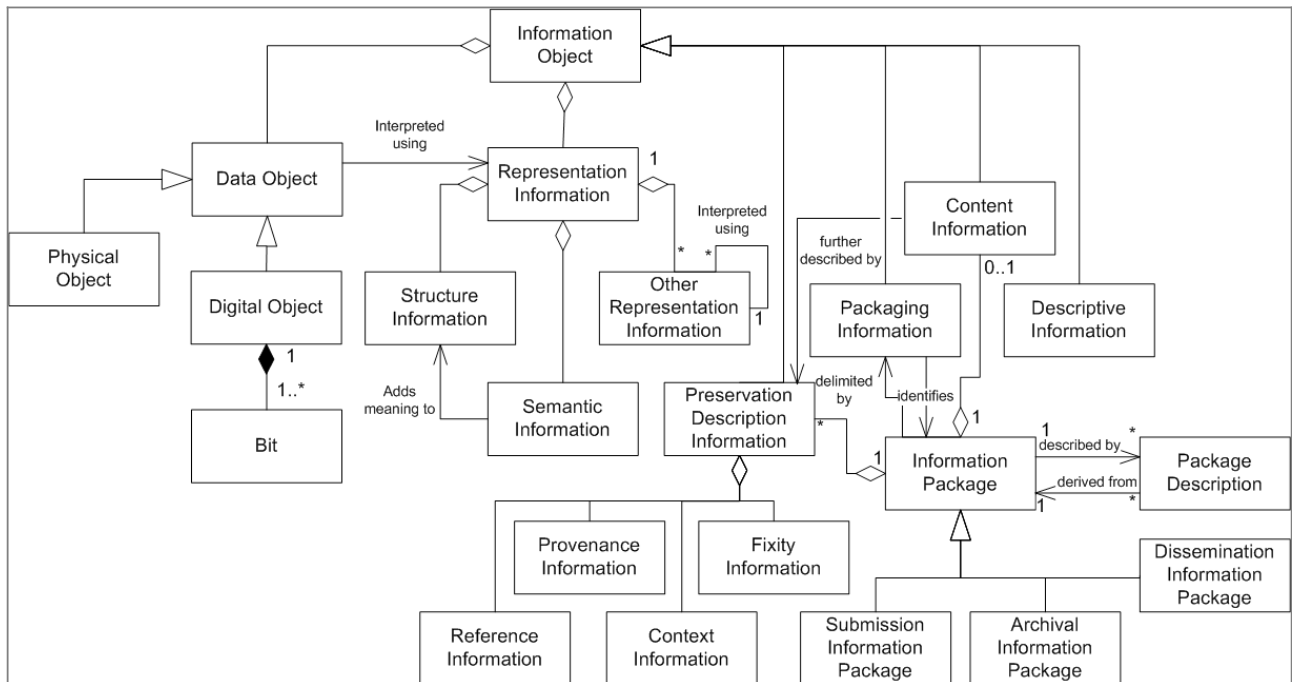 Information
Object
Interpreted
using
Data Object
Representation
Information
1
Content
Information
0..1
Physical
Object
Digital Object
1
1..*
Bit
Structure
Information
Adds
meaning to
Semantic
Information
*
Interpreted
using
*
1
Other
Representation
Information
further
described by
Packaging
Information
Descriptive
Information
Preservation
Description
Information
delimited
by
*
identifies
1
1
Information
Package
1
described by
*
derived from
1
*
Package
Description
Provenance
Information
Fixity
Information
Reference
Information
Context
Information
Submission
Information
Package
Archival
Information
Package
Dissemination
Information
Package